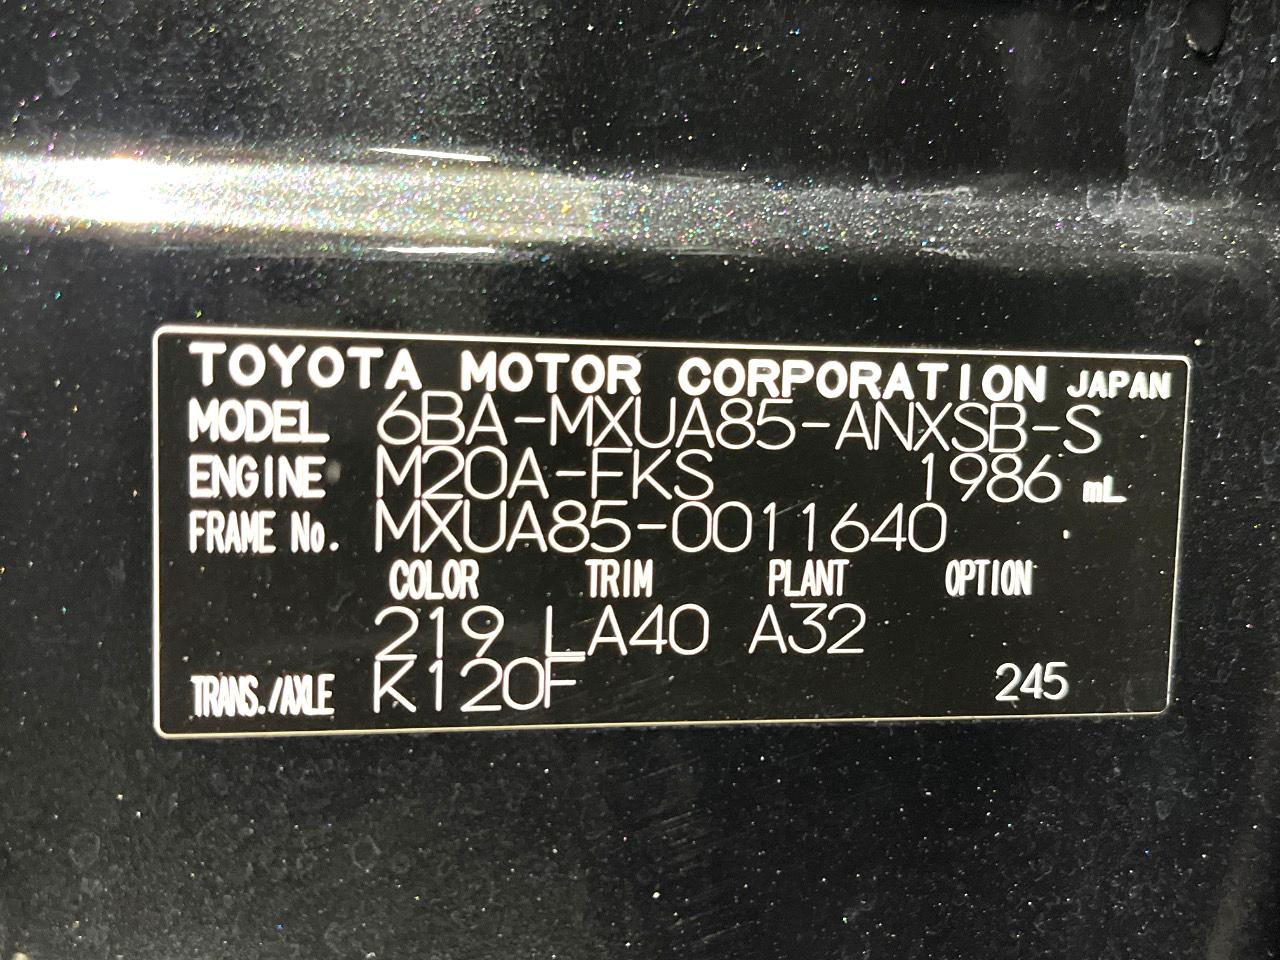 TOYOTA MOTOR CORPORATION JAPAN
MODEL 6BA-MXUA85-ANXSB-S
ENGINE M20A-FKS 1986 mL
FRAME No. MXUA85-0011640
COLOR TRIM PLANT OPTION
219 LA40 A32
TRANS./AXLE K120F 245